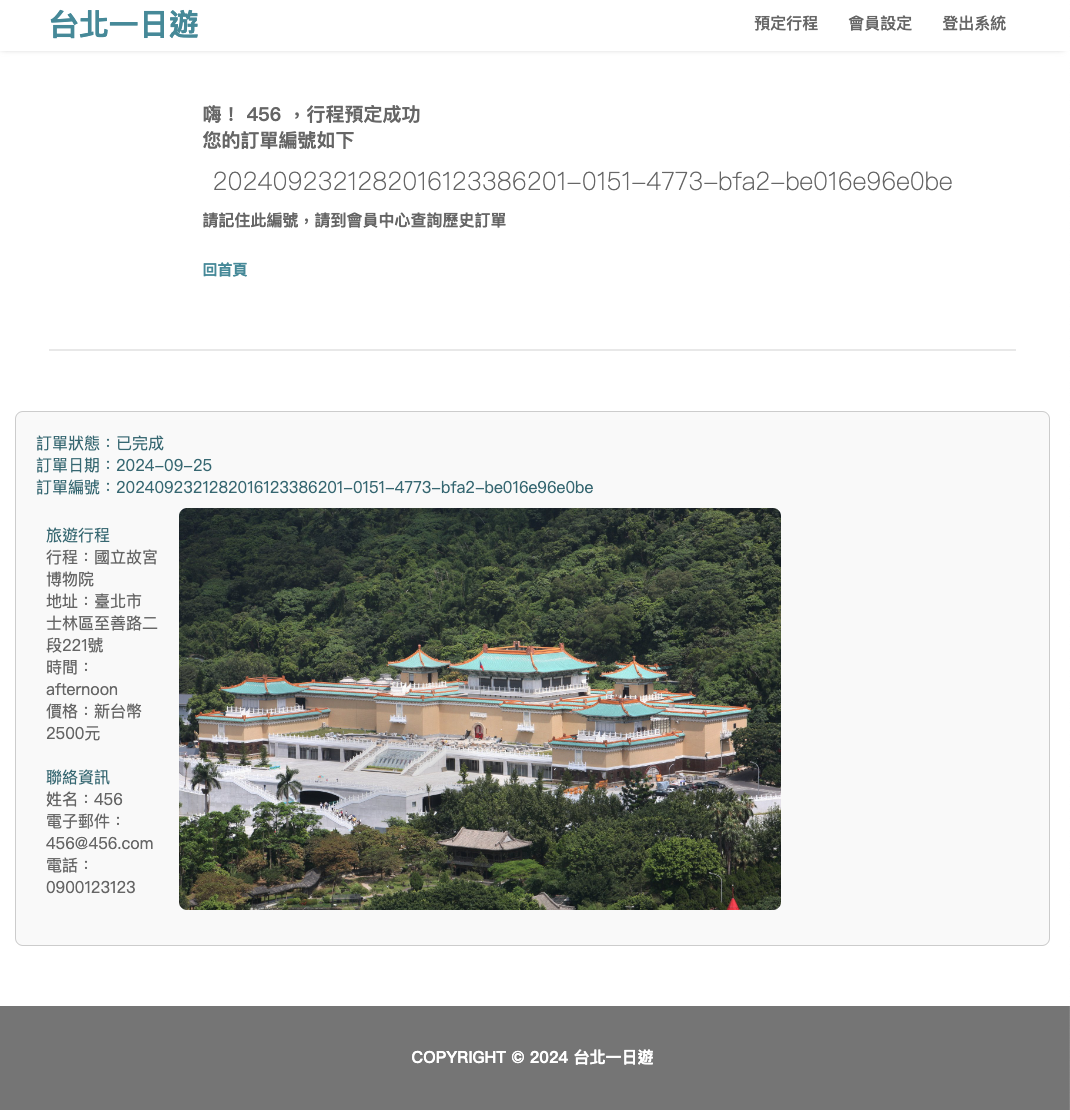 台北一日遊
預定行程 會員設定 登出系統
嗨！ 456 ，行程預定成功
您的訂單編號如下
2024092321282016123386201-0151-4773-bfa2-be016e96e0be
請記住此編號，請到會員中心查詢歷史訂單
回首頁
訂單狀態：已完成
訂單日期：2024-09-25
訂單編號：2024092321282016123386201-0151-4773-bfa2-be016e96e0be
旅遊行程
行程：國立故宮
博物院
地址：臺北市
士林區至善路二
段221號
時間：
afternoon
價格：新台幣
2500元
聯絡資訊
姓名：456
電子郵件：
456@456.com
電話：
0900123123
COPYRIGHT © 2024 台北一日遊